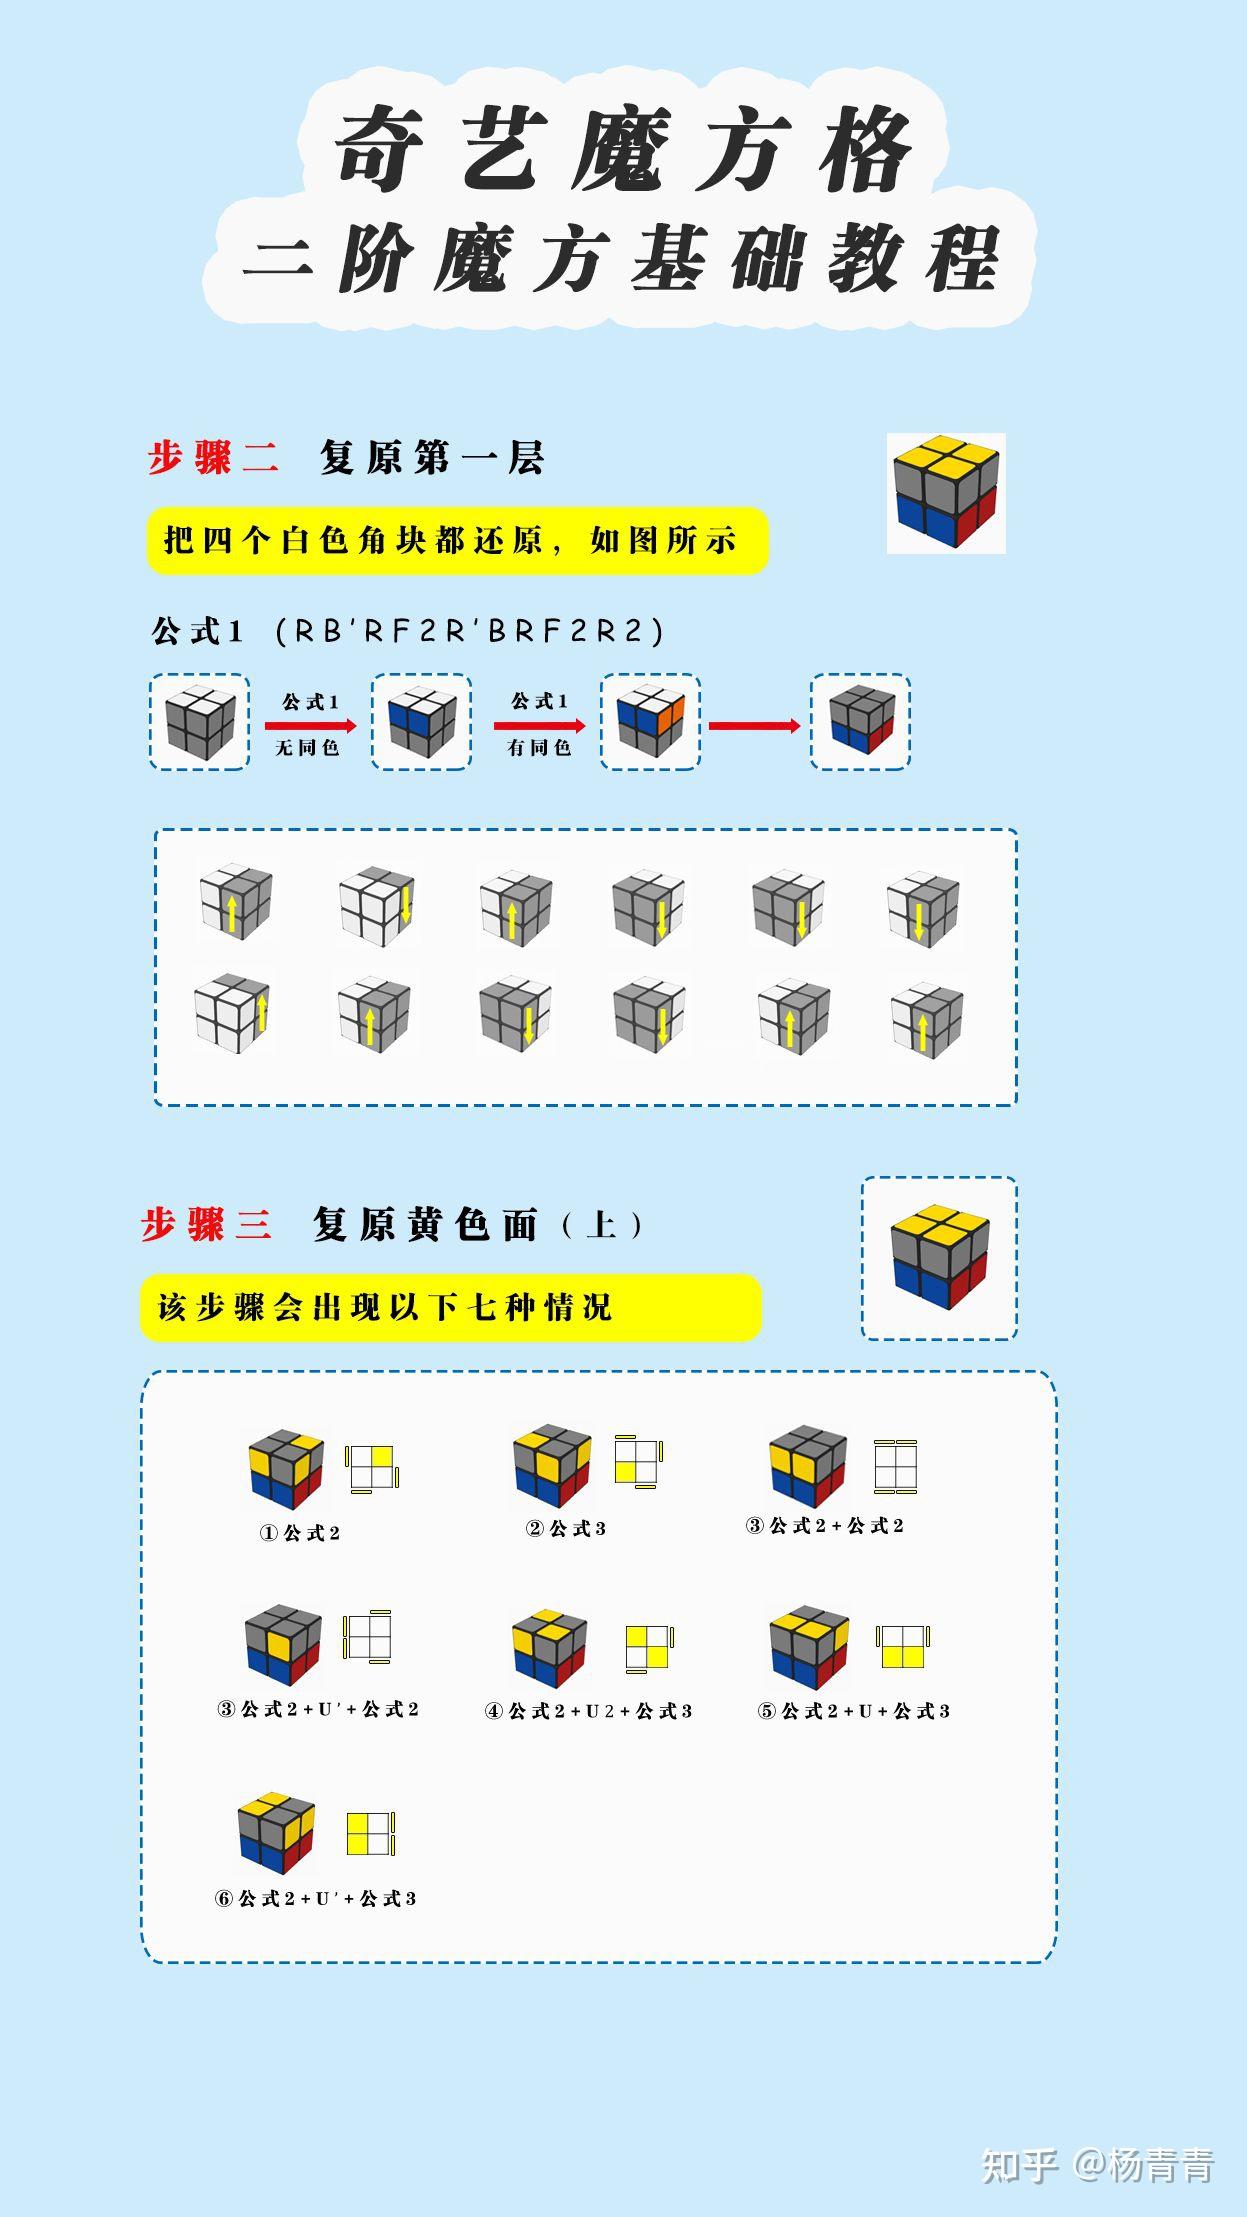 奇艺魔方格
二阶魔方基础教程
步骤二 复原第一层
把四个白色角块都还原，如图所示
公式1 (RB'RF2R'BRF2R2)
公式1 公式1
无同色 有同色
步骤三 复原黄色面（上）
该步骤会出现以下七种情况
①公式2 ②公式3 ③公式2+公式2
③公式2+U'+公式2 ④公式2+U2+公式3 ⑤公式2+U+公式3
⑥公式2+U'+公式3
知乎 @杨青青